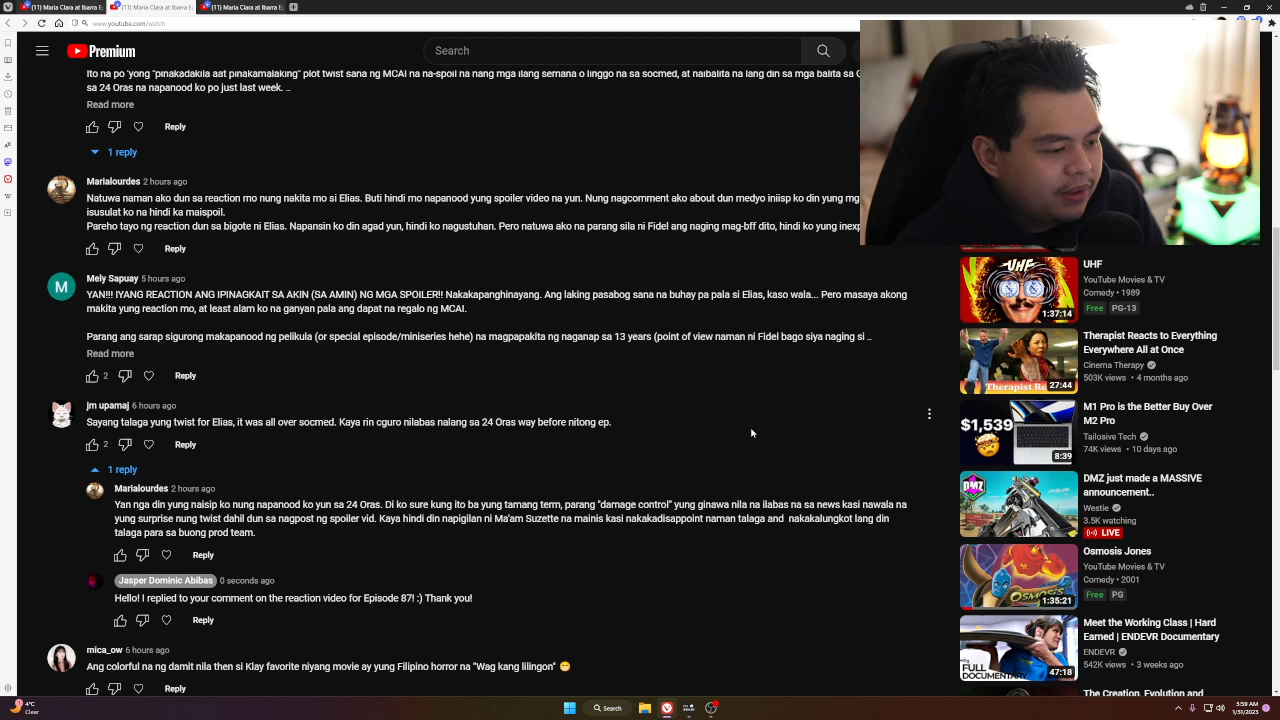 (11) Maria Clara at Ibarra E
(11) Maria Clara at Ibarra E
(11) Maria Clara at Ibarra E
www.youtube.com/watch
Premium
Search
Ito na po 'yong "pinakadakila aat pinakamalaking" plot twist sana ng MCAI na na-spoil na nang mga ilang semana o linggo na sa socmed, at naibalita na lang din sa mga balita sa G
sa 24 Oras na napanood ko po just last week. ...
Read more
Reply
1 reply
Marialourdes 2 hours ago
Natuwa naman ako dun sa reaction mo nung nakita mo si Elias. Buti hindi mo napanood yung spoiler video na yun. Nung nagcomment ako about dun medyo iniisp ko din yung mg
isusulat ko na hindi ka maispoil.
Pareho tayo ng reaction dun sa bigote ni Elias. Napansin ko din agad yun, hindi ko nagustuhan. Pero natuwa ako na parang sila ni Fidel ang naging mag-bff dito, hindi ko yung inexp
Reply
M
Mely Sapuay 5 hours ago
YAN!!! IYANG REACTION ANG IPINAGKAIT SA AKIN (SA AMIN) NG MGA SPOILER!! Nakakapanghinayang. Ang laking pasabog sana na buhay pa pala si Elias, kaso wala... Pero masaya akong
makita yung reaction mo, at least alam ko na ganyan pala ang dapat na regalo ng MCAI.
Parang ang sarap sigurong makapanood ng pelikula (or special episode/miniseries hehe) na magpapakita ng naganap sa 13 years (point of view naman ni Fidel bago siya naging si ...
Read more
2 Reply
jm upamaj 6 hours ago
Sayang talaga yung twist for Elias, it was all over socmed. Kaya rin cguro nilabas nalang sa 24 Oras way before nitong ep.
2 Reply
1 reply
Marialourdes 2 hours ago
Yan nga din yung naisip ko nung napanood ko yun sa 24 Oras. Di ko sure kung ito ba yung tamang term, parang "damage control" yung ginawa nila na ilabas na sa news kasi nawala na
yung surprise nung twist dahil dun sa nagpost ng spoiler vid. Kaya hindi din napigilan ni Ma'am Suzette na mainis kasi nakakadisappoint naman talaga and nakakalungkot lang din
talaga para sa buong prod team.
Reply
Jasper Dominic Abibas 0 seconds ago
Hello! I replied to your comment on the reaction video for Episode 87! :) Thank you!
Reply
mica_ow 6 hours ago
Ang colorful na ng damit nila then si Klay favorite niyang movie ay yung Filipino horror na "Wag kang lilingon" 😁
Reply
UHF
1:37:14
UHF
YouTube Movies & TV
Comedy • 1989
Free PG-13
Therapist Re
27:44
Therapist Reacts to Everything
Everywhere All at Once
Cinema Therapy
503K views • 4 months ago
$1,539
8:39
M1 Pro is the Better Buy Over
M2 Pro
Tailosive Tech
74K views • 10 days ago
DMZ
DMZ just made a MASSIVE
announcement..
Westie
3.5K watching
LIVE
OSMOSIS
1:35:21
Osmosis Jones
YouTube Movies & TV
Comedy • 2001
Free PG
FULL
DOCUMENTARY
47:18
Meet the Working Class | Hard
Earned | ENDEVR Documentary
ENDEVR
542K views • 3 weeks ago
The Creation, Evolution and
4°C
Clear
Search
5:59 AM
1/31/2023